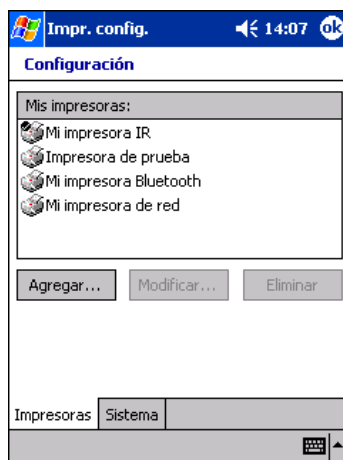 Impr. config. 14:07 ok
Configuración
Mis impresoras:
Mi impresora IR
Impresora de prueba
Mi impresora Bluetooth
Mi impresora de red
Agregar... Modificar... Eliminar
Impresoras Sistema